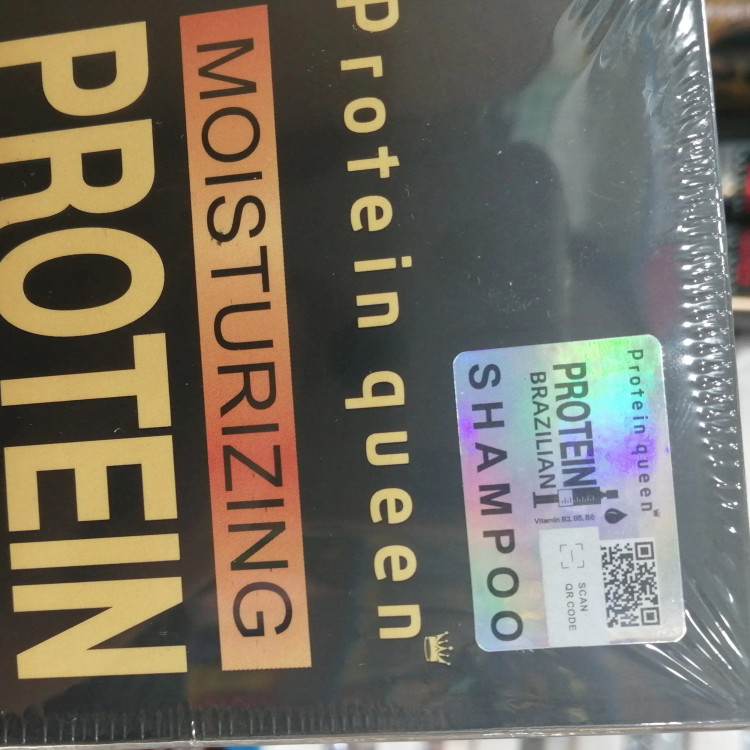 Protein queen
MOISTURIZING
PROTEIN
Protein queen
PROTEIN
BRAZILIAN
Vitamin B3, B5, B6
SCAN
QR CODE
SHAMPOO